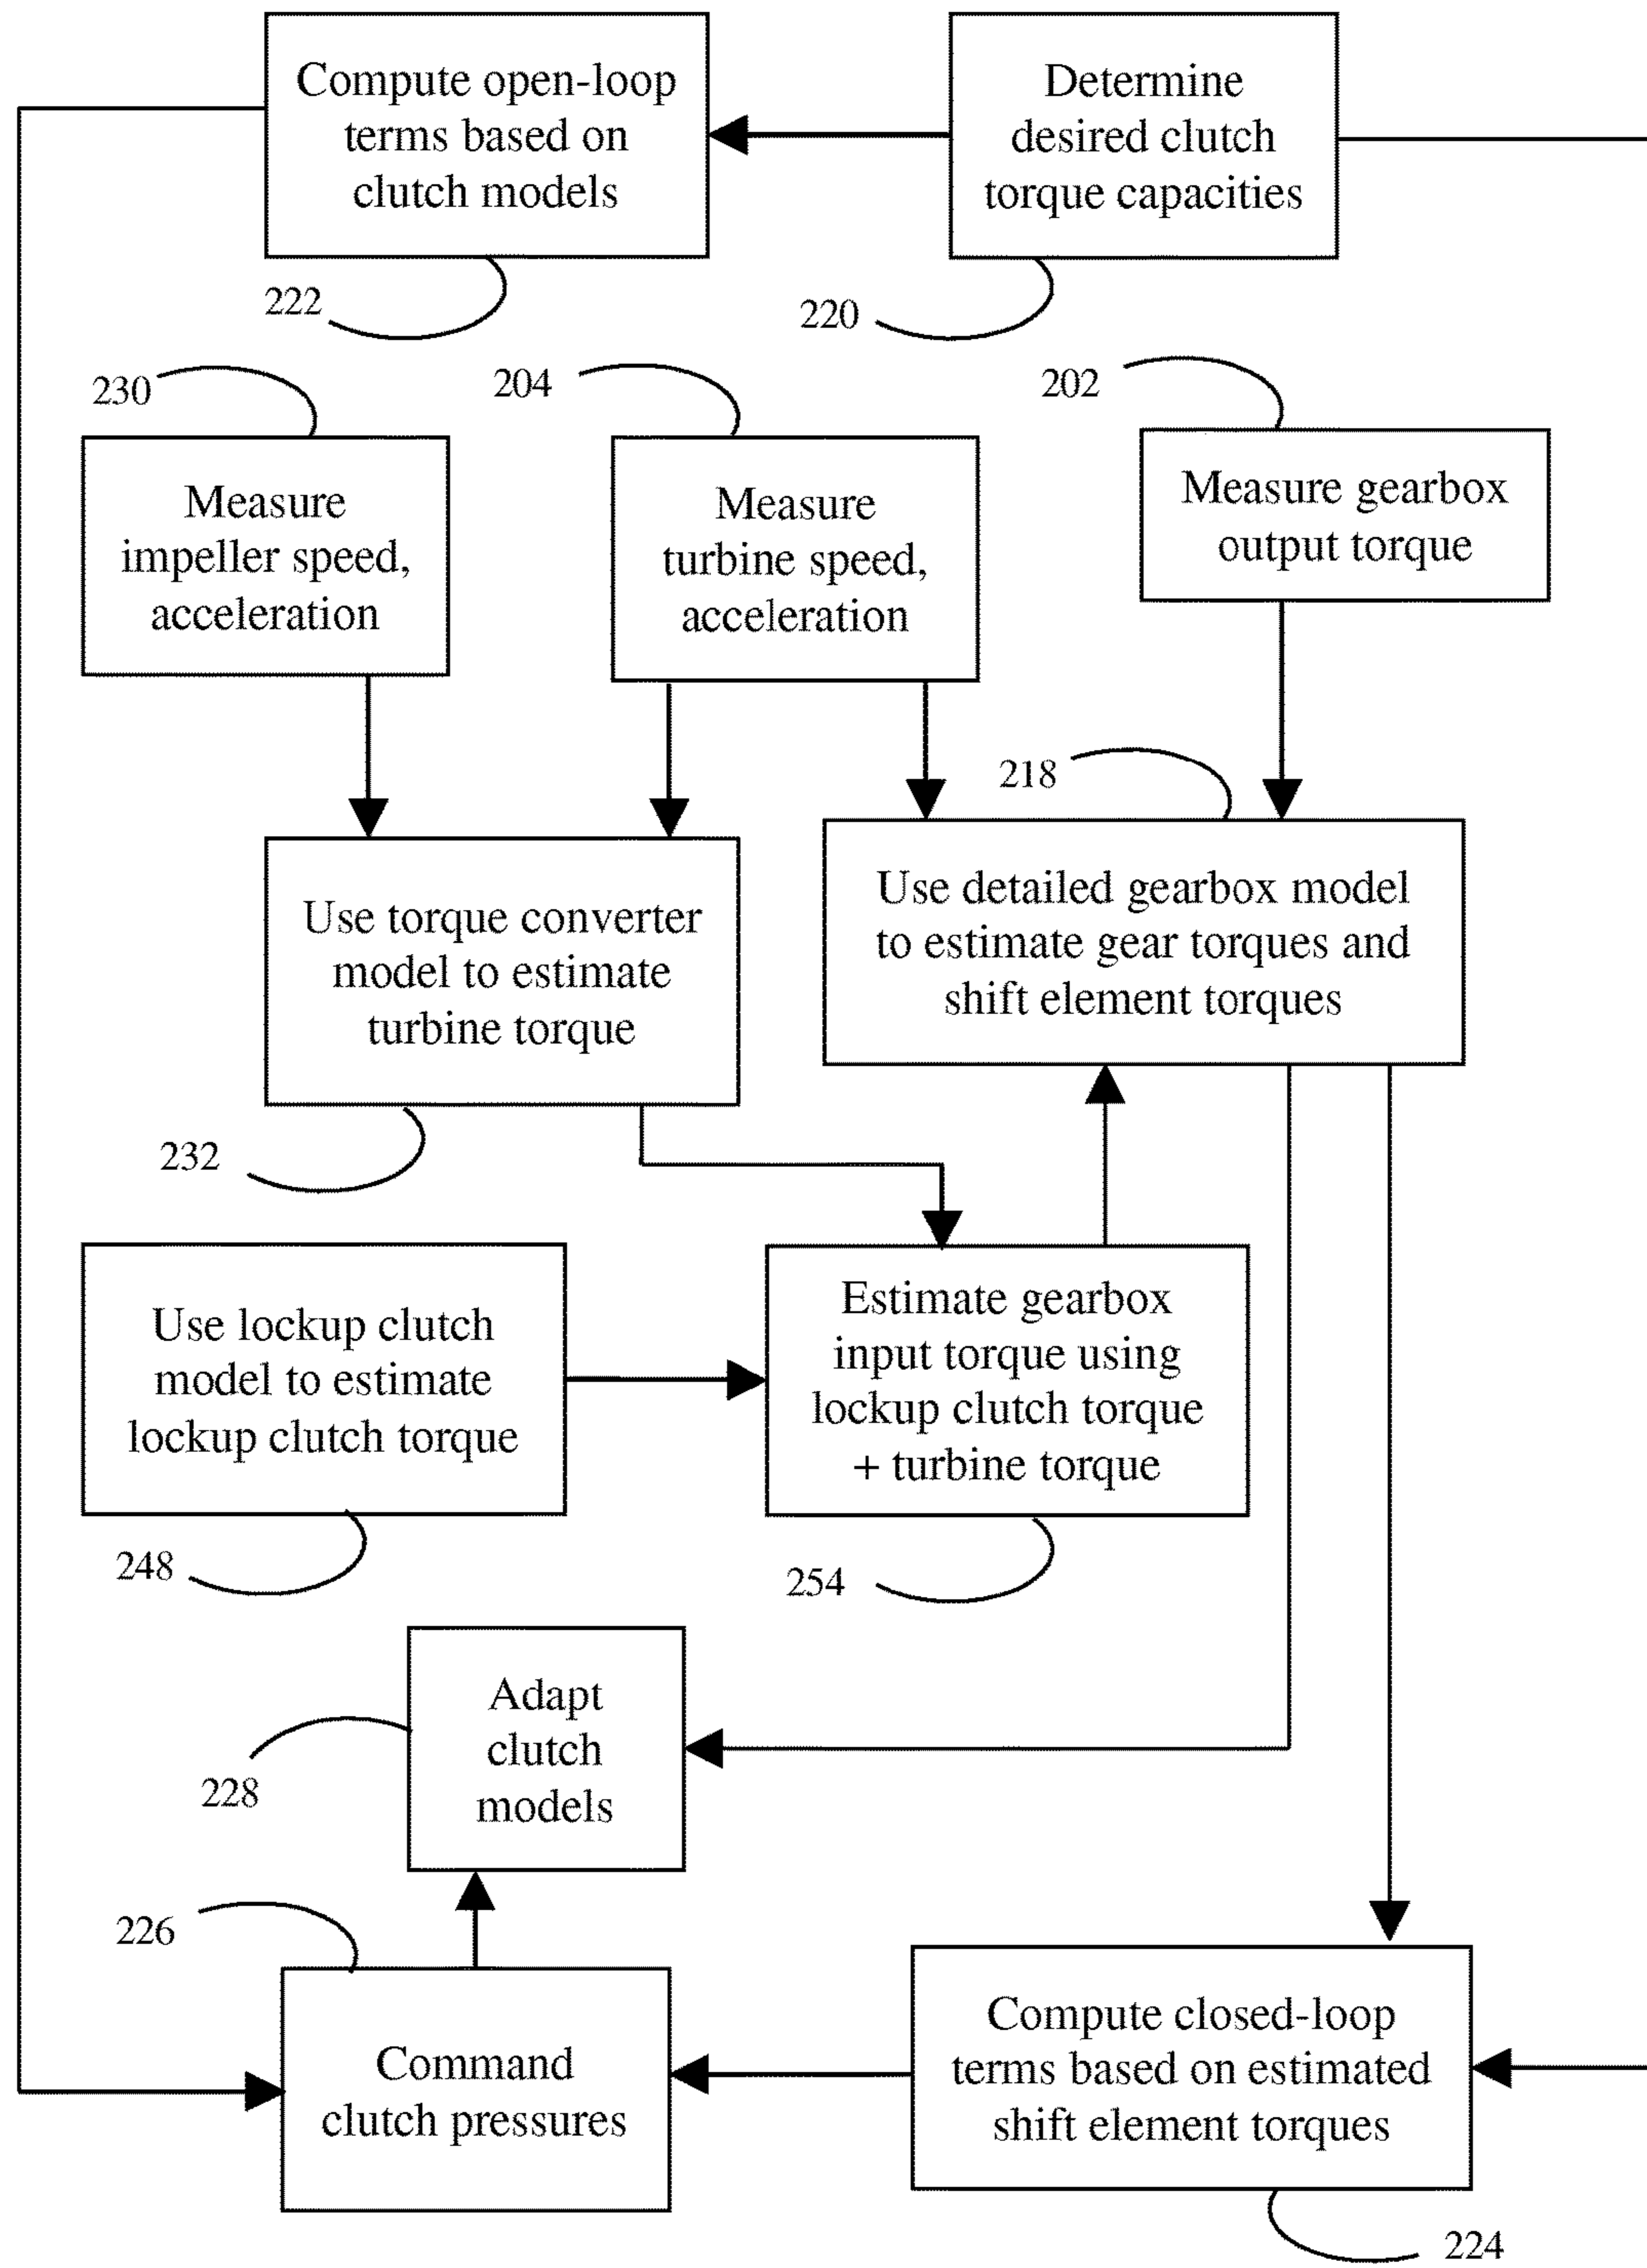 Compute open-loop
terms based on
clutch models
Determine
desired clutch
torque capacities
222
220
230
204
202
Measure
impeller speed,
acceleration
Measure
turbine speed,
acceleration
Measure gearbox
output torque
218
Use torque converter
model to estimate
turbine torque
Use detailed gearbox model
to estimate gear torques and
shift element torques
232
Use lockup clutch
model to estimate
lockup clutch torque
Estimate gearbox
input torque using
lockup clutch torque
+ turbine torque
248
254
Adapt
clutch
models
228
226
Command
clutch pressures
Compute closed-loop
terms based on estimated
shift element torques
224